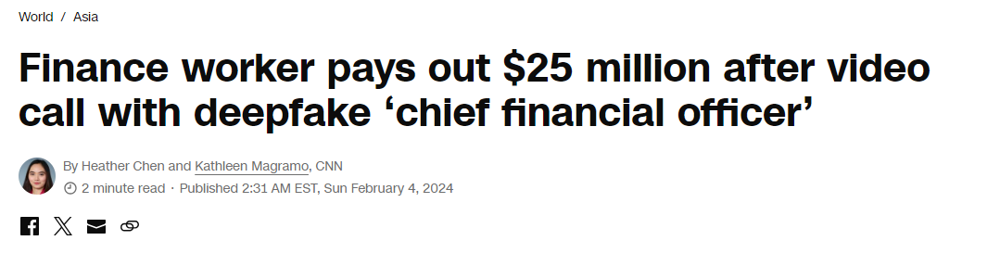 World / Asia
Finance worker pays out $25 million after video
call with deepfake ‘chief financial officer’
By Heather Chen and Kathleen Magramo, CNN
2 minute read · Published 2:31 AM EST, Sun February 4, 2024